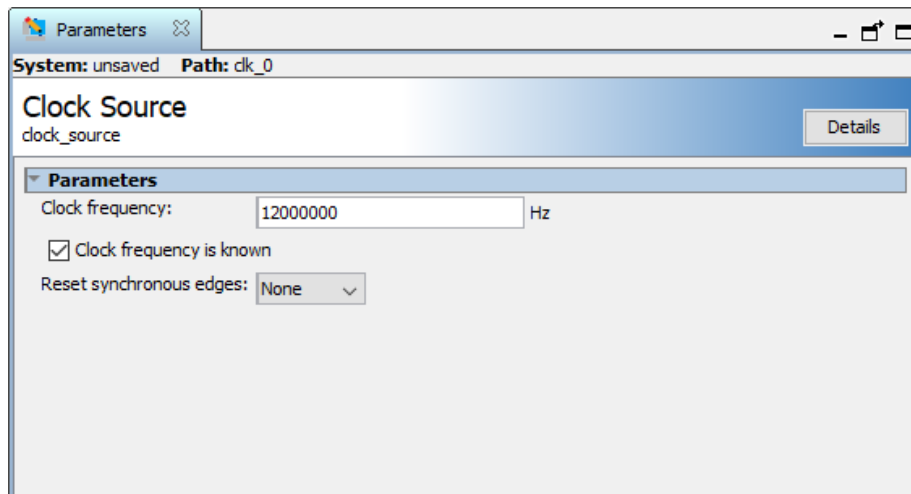 Parameters
System: unsaved Path: clk_0
Clock Source
clock_source
Details
Parameters
Clock frequency: 12000000 Hz
Clock frequency is known
Reset synchronous edges: None